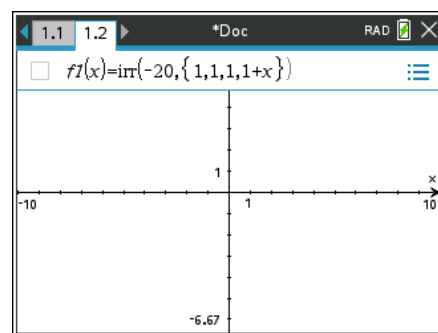 1.1 1.2 *Doc RAD
f1(x)=irr(-20,{1,1,1,1+x})
1
x
-10 1 10
-6.67